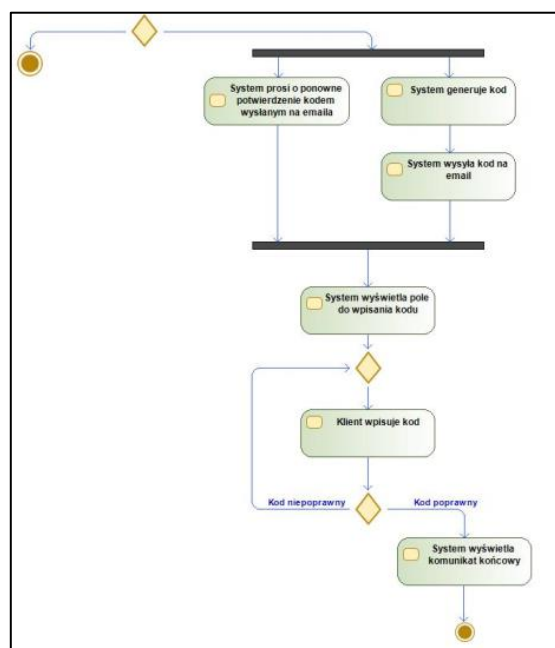 System prosi o ponowne
potwierdzenie kodem
wysłanym na emaila
System generuje kod
System wysyła kod na
email
System wyświetla pole
do wpisania kodu
Klient wpisuje kod
Kod niepoprawny
Kod poprawny
System wyświetla
komunikat końcowy